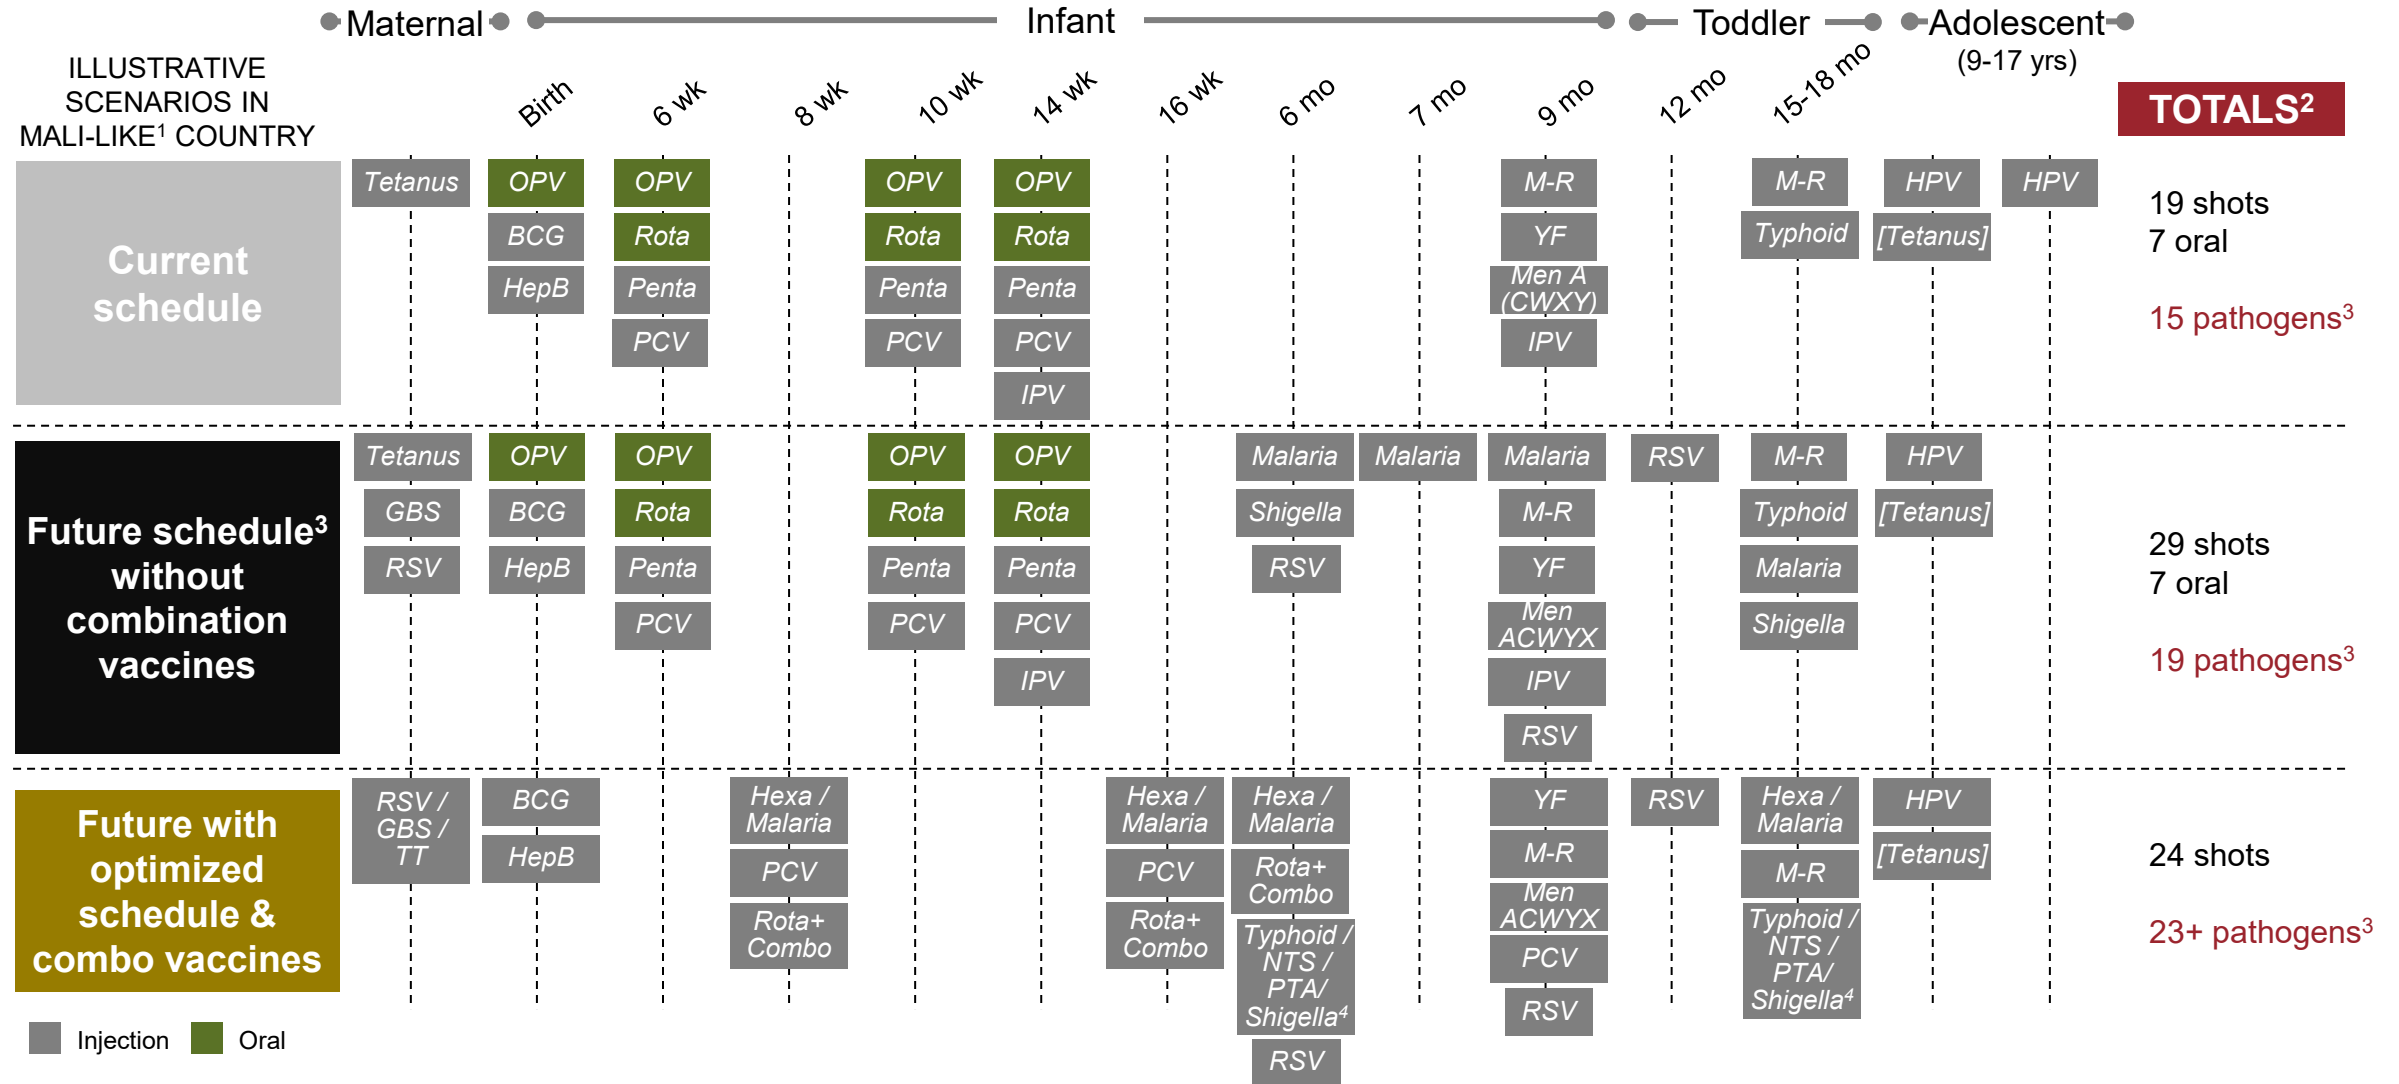 Maternal
Infant
Toddler
Adolescent
(9-17 yrs)
ILLUSTRATIVE
SCENARIOS IN
MALI-LIKE¹ COUNTRY
Birth
6 wk
8 wk
10 wk
14 wk
16 wk
6 mo
7 mo
9 mo
12 mo
15-18 mo
TOTALS²
Current
schedule
Tetanus
OPV
BCG
HepB
OPV
Rota
Penta
PCV
OPV
Rota
Penta
PCV
OPV
Rota
Penta
PCV
IPV
M-R
YF
Men A
(CWXY)
IPV
M-R
Typhoid
HPV
[Tetanus]
HPV
19 shots
7 oral
15 pathogens³
Future schedule³
without
combination
vaccines
Tetanus
GBS
RSV
OPV
BCG
HepB
OPV
Rota
Penta
PCV
OPV
Rota
Penta
PCV
OPV
Rota
Penta
PCV
IPV
Malaria
Shigella
RSV
Malaria
Malaria
M-R
YF
Men
ACWYX
IPV
RSV
RSV
M-R
Typhoid
Malaria
Shigella
HPV
[Tetanus]
29 shots
7 oral
19 pathogens³
Future with
optimized
schedule &
combo vaccines
RSV /
GBS /
TT
BCG
HepB
Hexa /
Malaria
PCV
Rota+
Combo
Hexa /
Malaria
PCV
Rota+
Combo
Hexa /
Malaria
Rota+
Combo
Typhoid /
NTS /
PTA/
Shigella⁴
RSV
YF
M-R
Men
ACWYX
PCV
RSV
RSV
Hexa /
Malaria
M-R
Typhoid /
NTS /
PTA/
Shigella⁴
HPV
[Tetanus]
24 shots
23+ pathogens³
Injection
Oral